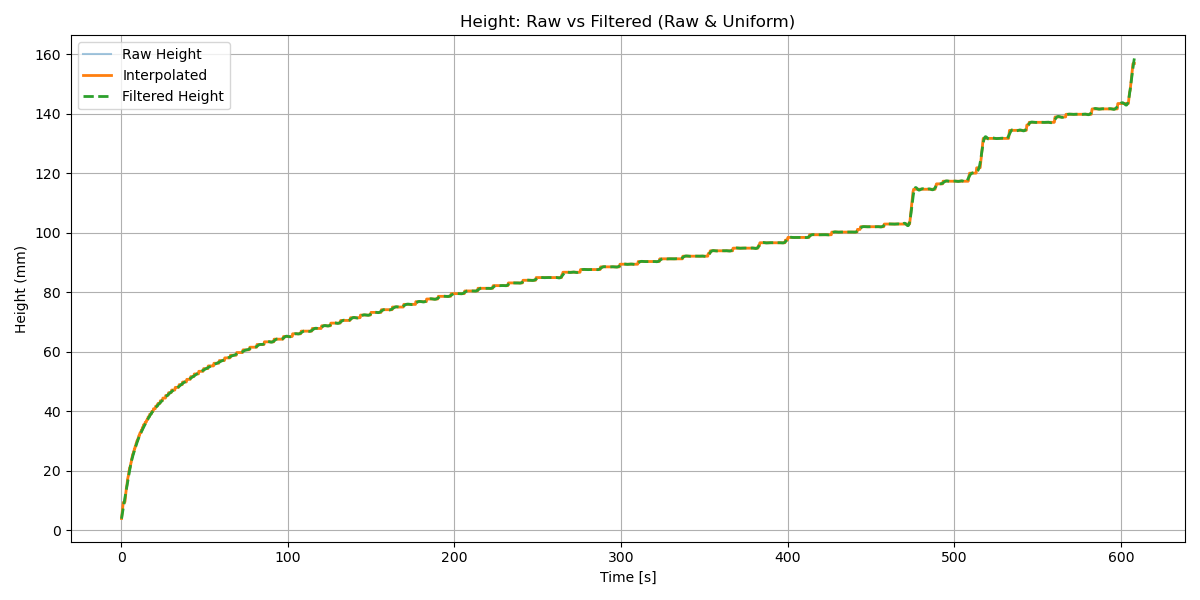 Height: Raw vs Filtered (Raw & Uniform)
Raw Height
Interpolated
Filtered Height
Height (mm)
160
140
120
100
80
60
40
20
0
0 100 200 300 400 500 600
Time [s]